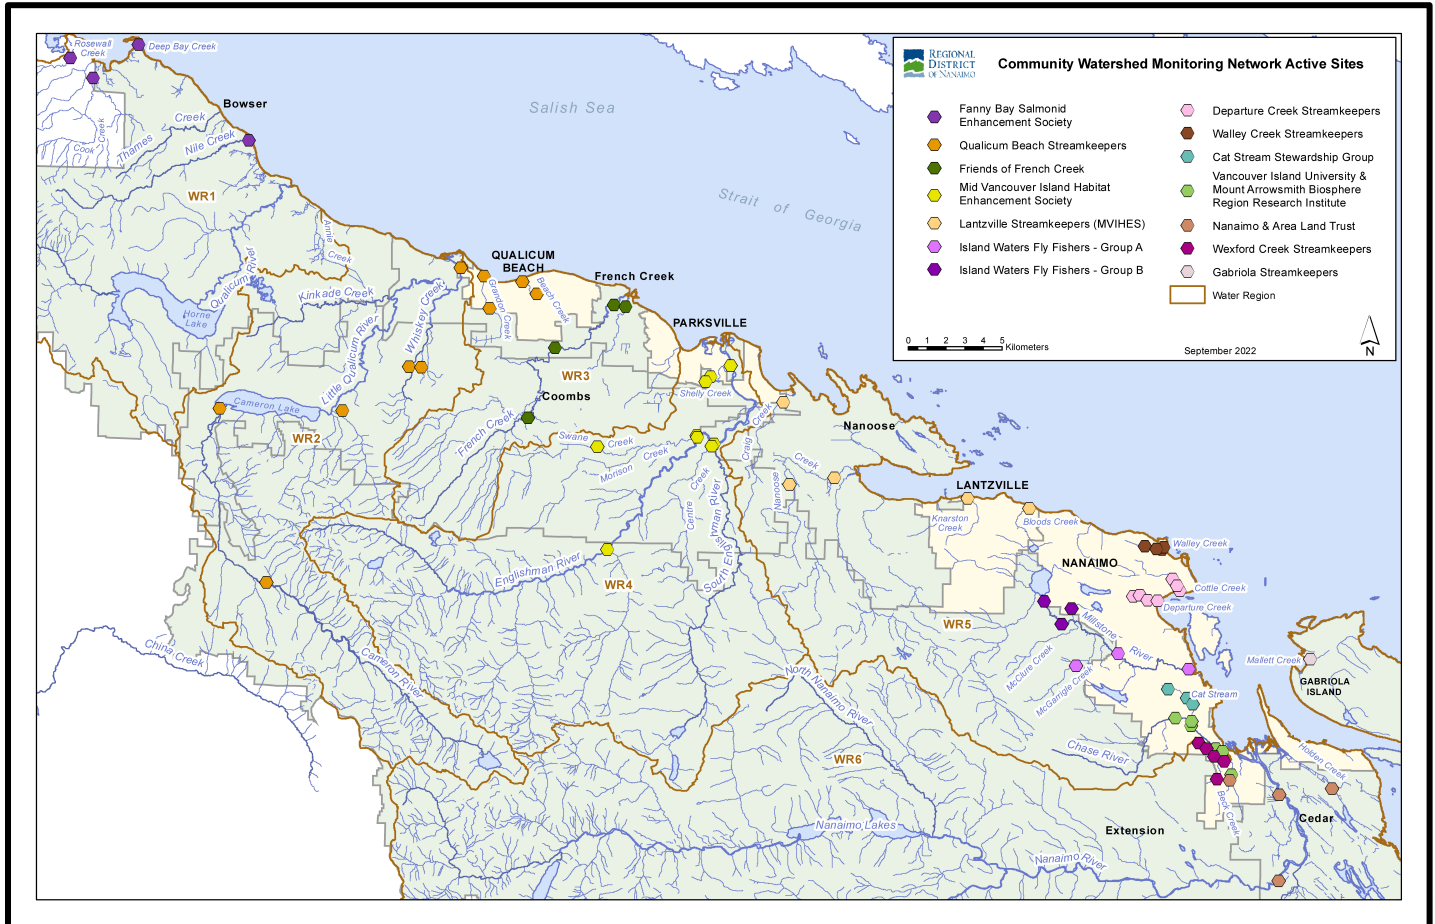 REGIONAL
DISTRICT
OF NANAIMO
Community Watershed Monitoring Network Active Sites
Fanny Bay Salmonid
Enhancement Society
Qualicum Beach Streamkeepers
Friends of French Creek
Mid Vancouver Island Habitat
Enhancement Society
Lantzville Streamkeepers (MVIHES)
Island Waters Fly Fishers - Group A
Island Waters Fly Fishers - Group B
Departure Creek Streamkeepers
Walley Creek Streamkeepers
Cat Stream Stewardship Group
Vancouver Island University &
Mount Arrowsmith Biosphere
Region Research Institute
Nanaimo & Area Land Trust
Wexford Creek Streamkeepers
Gabriola Streamkeepers
Water Region
0 1 2 3 4 5
Kilometers
September 2022
N
Rosewall
Creek
Deep Bay Creek
Bowser
Salish Sea
Creek
Thames
Nile Creek
Cook
Creek
WR1
Strait of Georgia
Annie
Creek
QUALICUM
BEACH
French Creek
Qualicum River
Kinkade Creek
Horne
Lake
Whiskey Creek
Little Qualicum River
Grandon Creek
Beach Creek
PARKSVILLE
WR3
Coombs
Shelly Creek
Cameron Lake
WR2
French Creek
Swane Creek
Morison Creek
Craig Creek
Nanoose
Creek
Nanoose
Centre Creek
LANTZVILLE
Knarston
Creek
Bloods Creek
Walley Creek
NANAIMO
Cottle Creek
Departure Creek
Englishman River
South Englishman River
WR4
WR5
Millstone River
McClure Creek
McGarrigle Creek
Mallett Creek
GABRIOLA
ISLAND
Cat Stream
China Creek
Cameron River
North Nanaimo River
Chase River
WR6
Holden Creek
Beck Creek
Cedar
Extension
Nanaimo Lakes
Nanaimo River